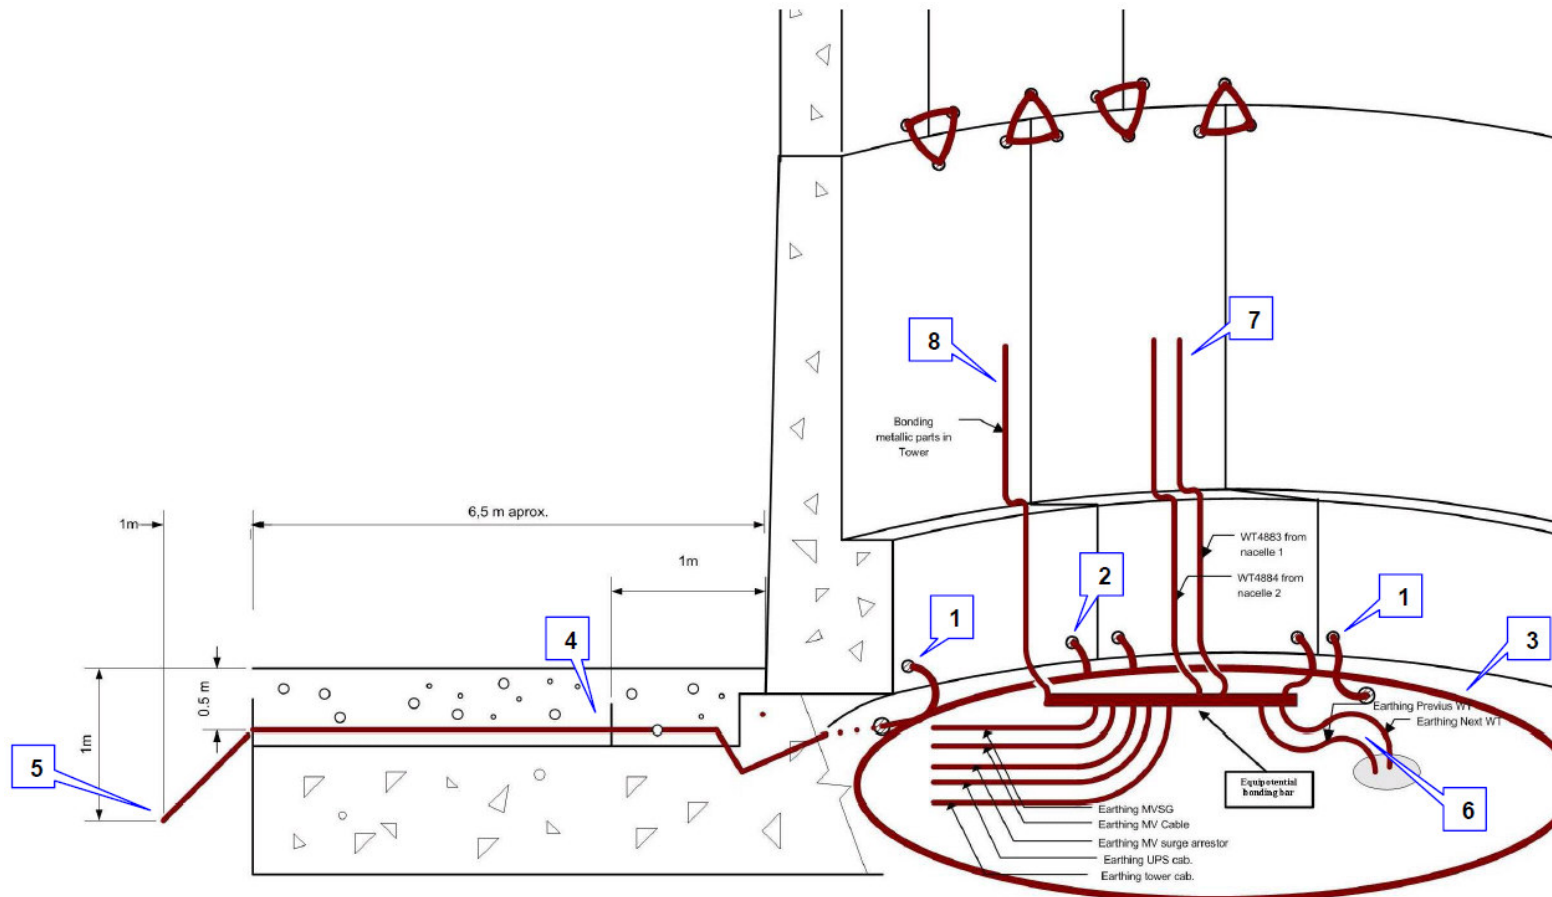 7
8
Bonding
metallic parts in
Tower
1m
6,5 m aprox.
1m
WT4883 from
nacelle 1
WT4884 from
nacelle 2
2
1
1
3
4
0.5 m
1m
5
Earthing Previus WT
Earthing Next WT
Equipotential
bonding bar
6
Earthing MVSG
Earthing MV Cable
Earthing MV surge arrestor
Earthing UPS cab.
Earthing tower cab.